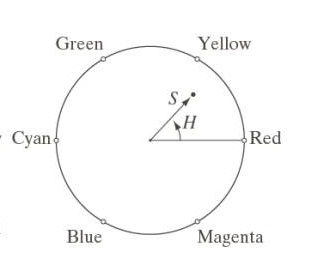 Green Yellow
S
H
Cyan Red
Blue Magenta